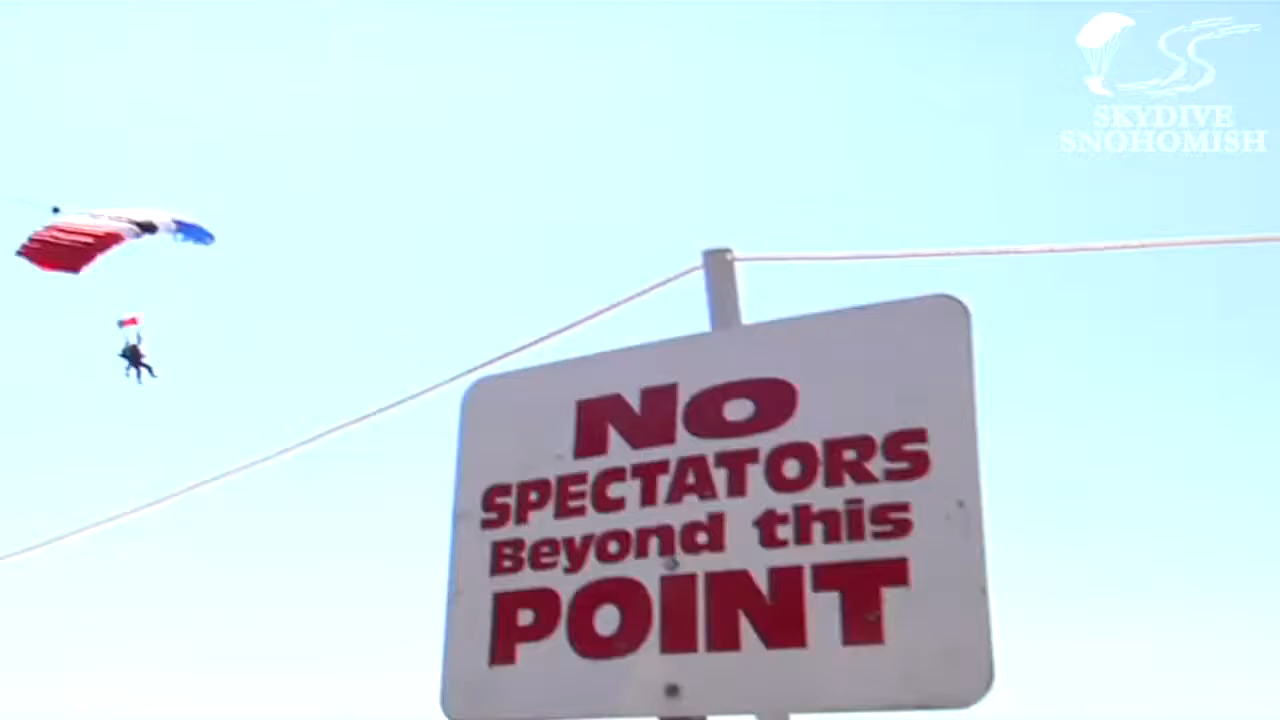 SKYDIVE
SNOHOMISH
NO
SPECTATORS
Beyond this
POINT